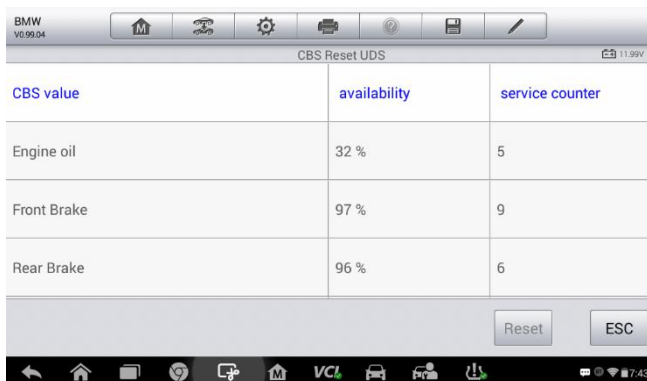 BMW
V0.99.04
M
?
CBS Reset UDS
11.99V
CBS value availability service counter
Engine oil 32 % 5
Front Brake 97 % 9
Rear Brake 96 % 6
Reset ESC
M VCI 7:43